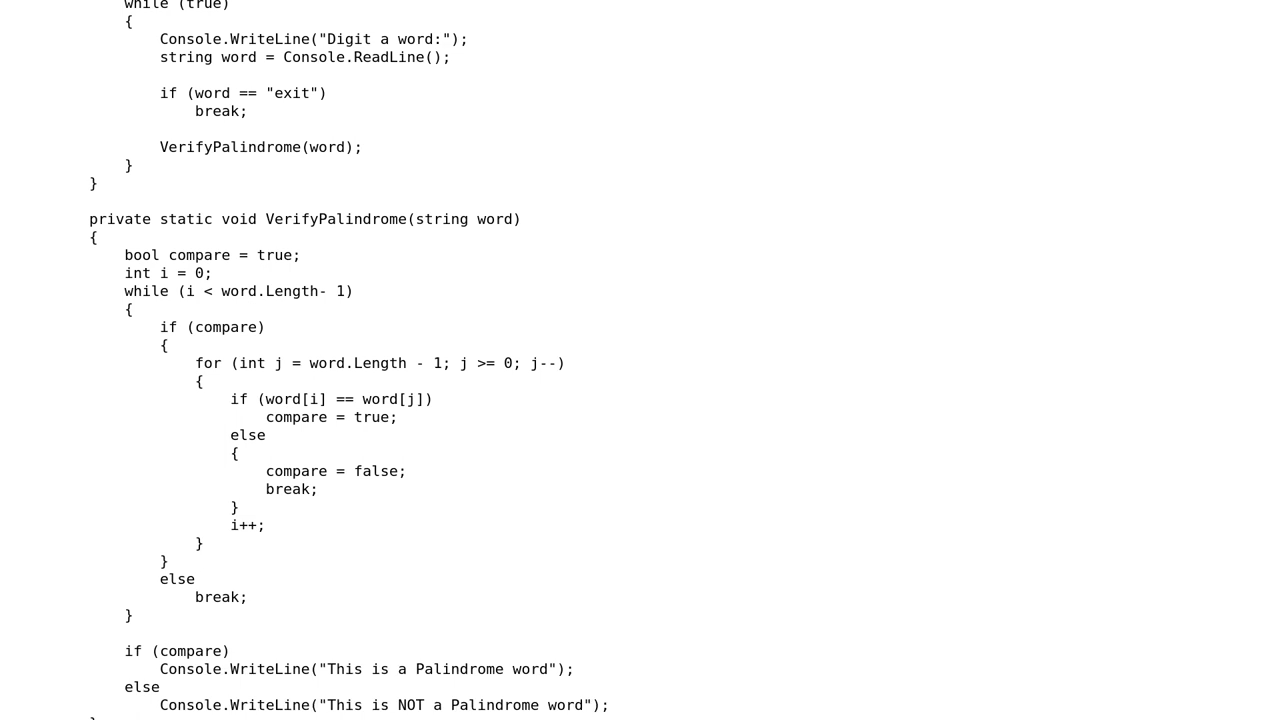 while (true)
{
Console.WriteLine("Digit a word:");
string word = Console.ReadLine();
if (word == "exit")
break;
VerifyPalindrome(word);
}
}
private static void VerifyPalindrome(string word)
{
bool compare = true;
int i = 0;
while (i < word.Length- 1)
{
if (compare)
{
for (int j = word.Length - 1; j >= 0; j--)
{
if (word[i] == word[j])
compare = true;
else
{
compare = false;
break;
}
i++;
}
}
else
break;
}
if (compare)
Console.WriteLine("This is a Palindrome word");
else
Console.WriteLine("This is NOT a Palindrome word");
}